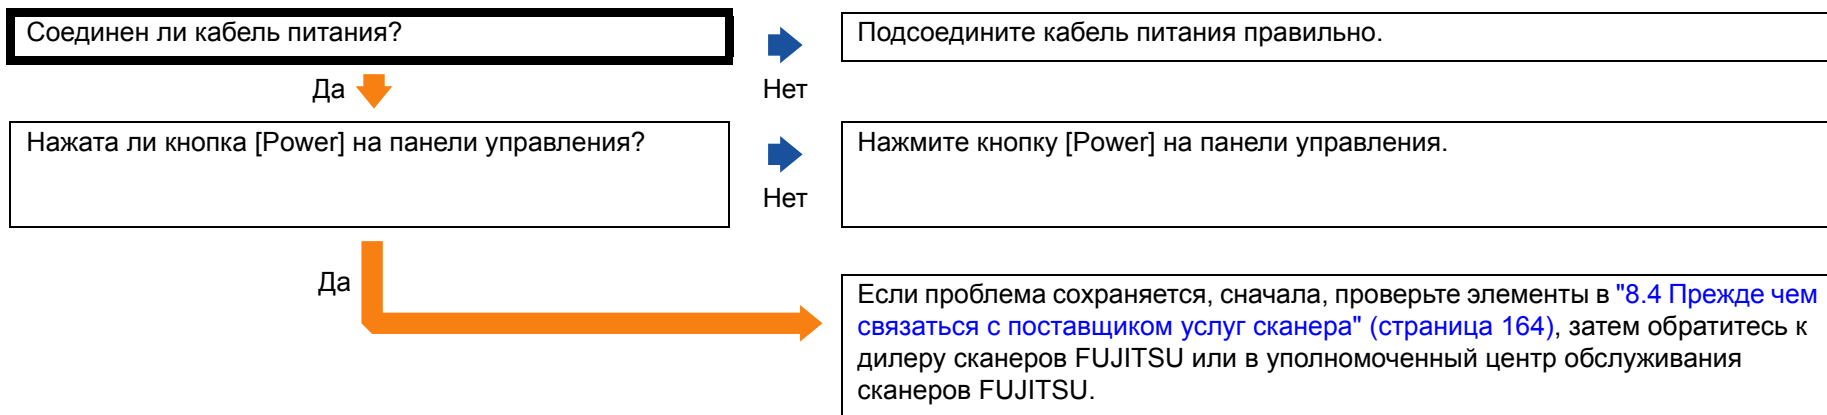 Соединен ли кабель питания?
Подсоедините кабель питания правильно.
Да
Нет
Нажата ли кнопка [Power] на панели управления?
Нажмите кнопку [Power] на панели управления.
Нет
Да
Если проблема сохраняется, сначала, проверьте элементы в "8.4 Прежде чем
связаться с поставщиком услуг сканера" (страница 164), затем обратитесь к
дилеру сканеров FUJITSU или в уполномоченный центр обслуживания
сканеров FUJITSU.